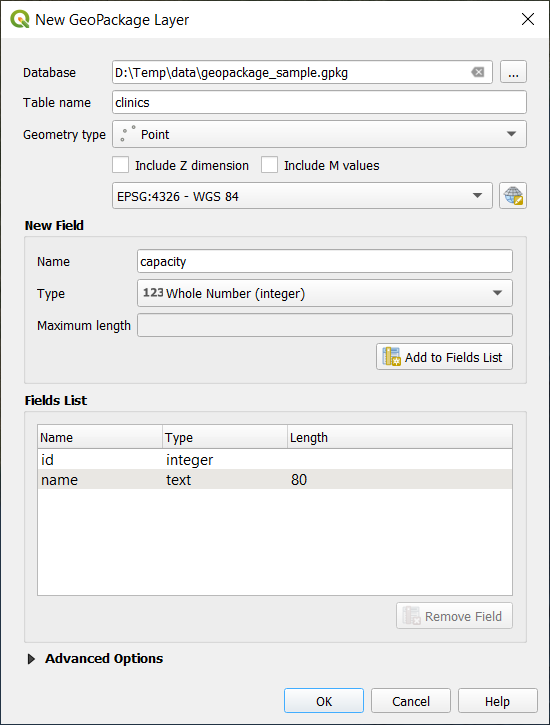 New GeoPackage Layer
Database D:\Temp\data\geopackage_sample.gpkg ...
Table name clinics
Geometry type Point
Include Z dimension Include M values
EPSG:4326 - WGS 84
New Field
Name capacity
Type 123 Whole Number (integer)
Maximum length
Add to Fields List
Fields List
Name Type Length
id integer
name text 80
Remove Field
Advanced Options
OK Cancel Help